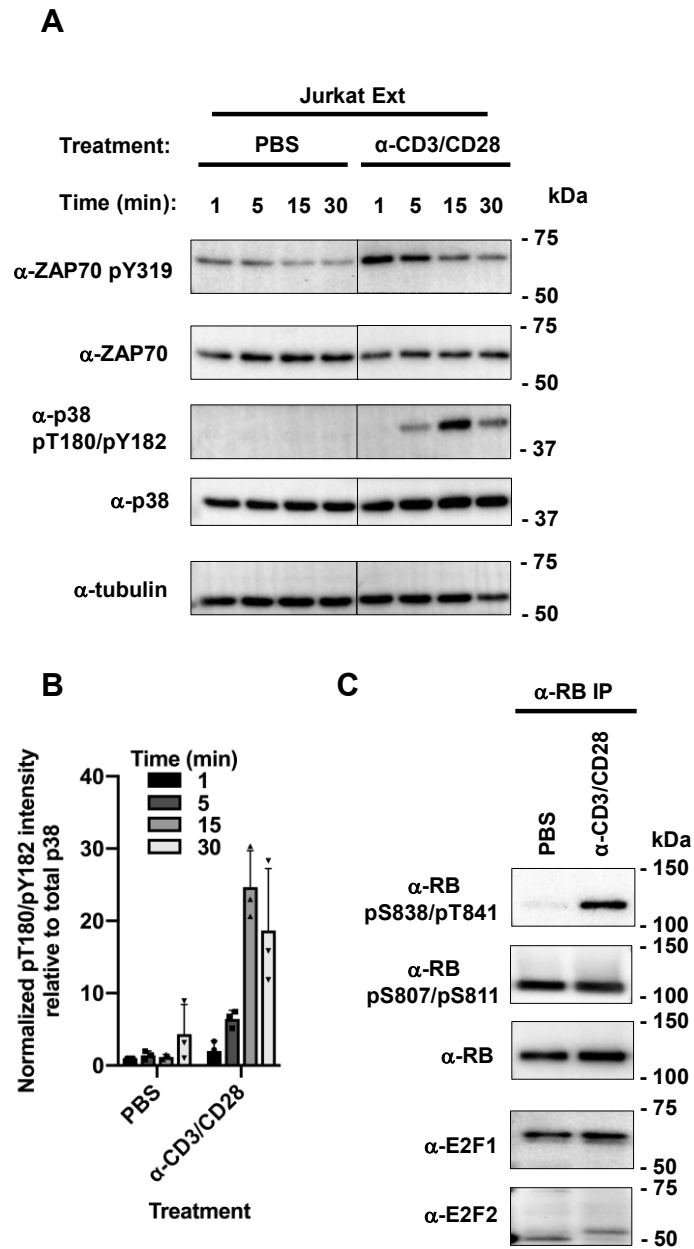 A
Jurkat Ext
Treatment: PBS α-CD3/CD28
Time (min): 1 5 15 30 1 5 15 30 kDa
α-ZAP70 pY319
- 75
- 50
α-ZAP70
- 75
- 50
α-p38
pT180/pY182
- 37
α-p38
- 37
α-tubulin
- 75
- 50
B
Normalized pT180/pY182 intensity
relative to total p38
Time (min)
1
5
15
30
40
30
20
10
0
PBS
α-CD3/CD28
Treatment
C
α-RB IP
PBS
α-CD3/CD28
kDa
α-RB
pS838/pT841
- 150
- 100
α-RB
pS807/pS811
- 150
- 100
α-RB
- 150
- 100
α-E2F1
- 75
- 50
α-E2F2
- 75
- 50